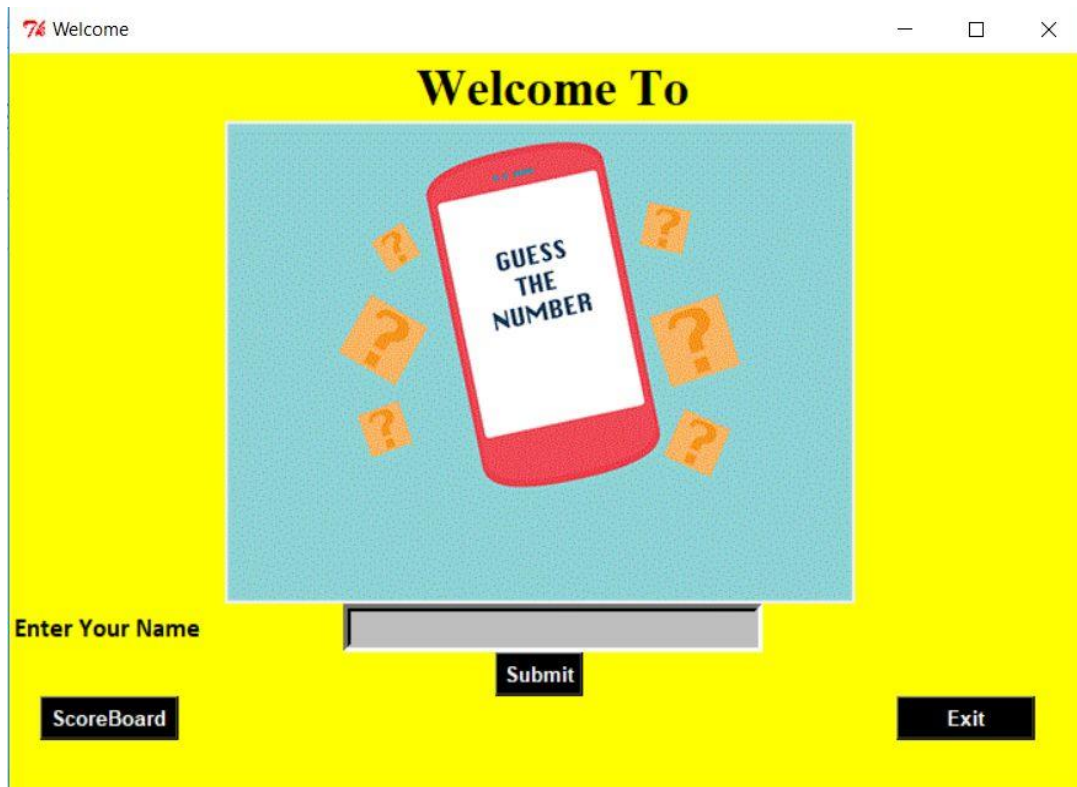 Welcome
Welcome To
GUESS
THE
NUMBER
?
?
?
?
?
?
Enter Your Name
Submit
ScoreBoard
Exit